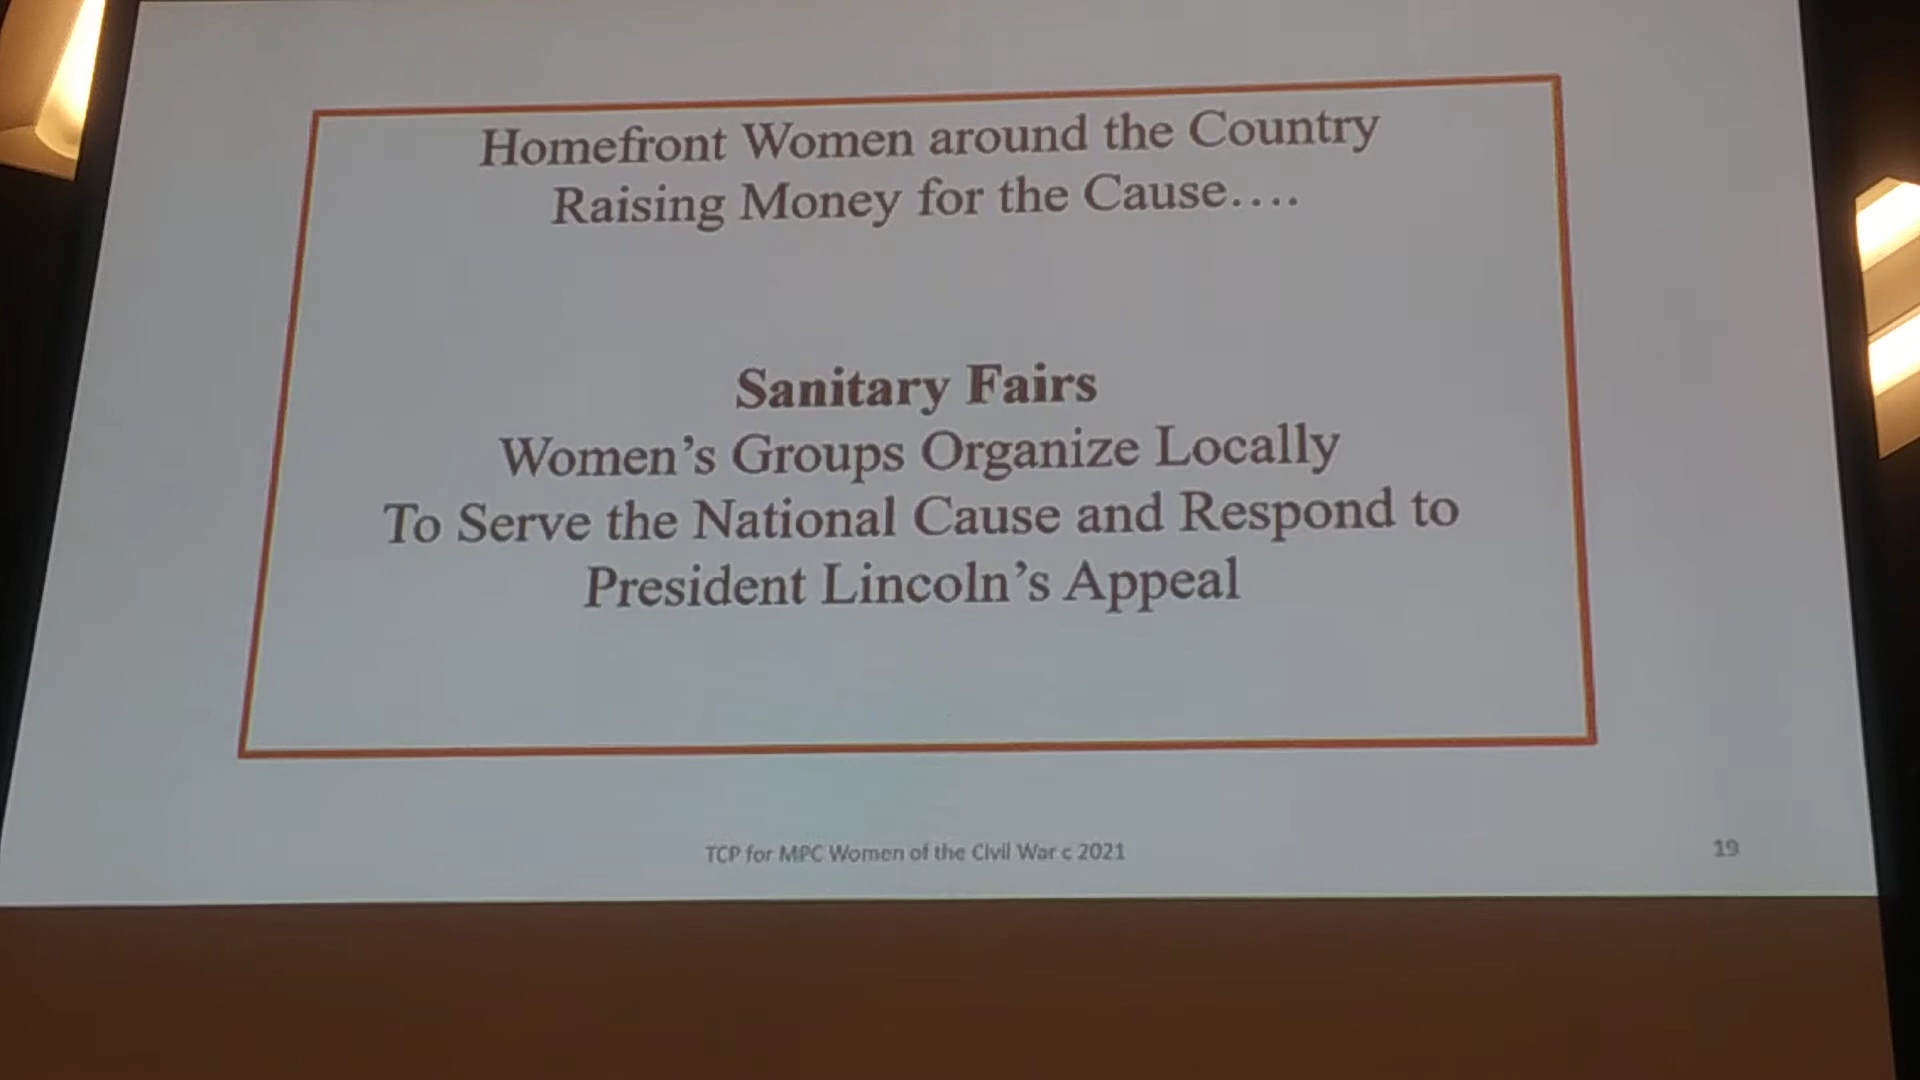 Homefront Women around the Country
Raising Money for the Cause....
Sanitary Fairs
Women's Groups Organize Locally
To Serve the National Cause and Respond to
President Lincoln's Appeal
TCP for MPC Women of the Civil War c 2021
19